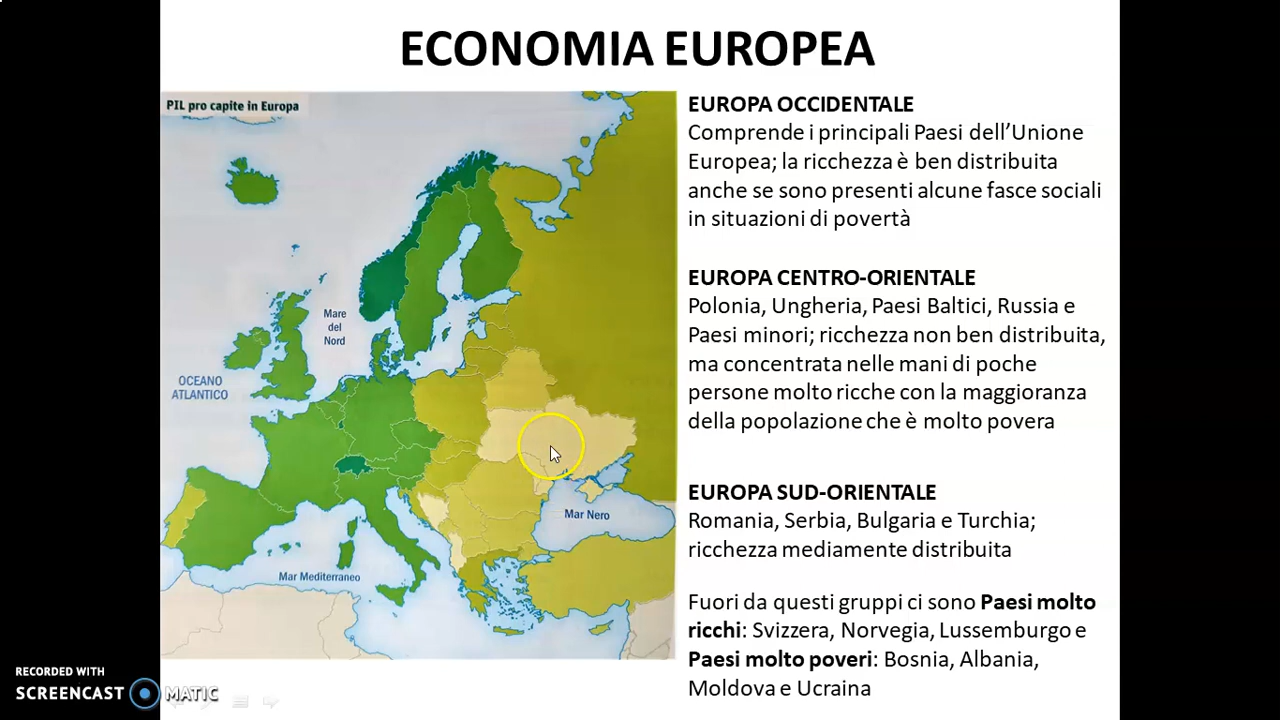 ECONOMIA EUROPEA
PIL pro capite in Europa
Mare
del
Nord
OCEANO
ATLANTICO
Mar Nero
Mar Mediterraneo
EUROPA OCCIDENTALE
Comprende i principali Paesi dell’Unione
Europea; la ricchezza è ben distribuita
anche se sono presenti alcune fasce sociali
in situazioni di povertà
EUROPA CENTRO-ORIENTALE
Polonia, Ungheria, Paesi Baltici, Russia e
Paesi minori; ricchezza non ben distribuita,
ma concentrata nelle mani di poche
persone molto ricche con la maggioranza
della popolazione che è molto povera
EUROPA SUD-ORIENTALE
Romania, Serbia, Bulgaria e Turchia;
ricchezza mediamente distribuita
Fuori da questi gruppi ci sono Paesi molto
ricchi: Svizzera, Norvegia, Lussemburgo e
Paesi molto poveri: Bosnia, Albania,
Moldova e Ucraina
RECORDED WITH
SCREENCAST MATIC